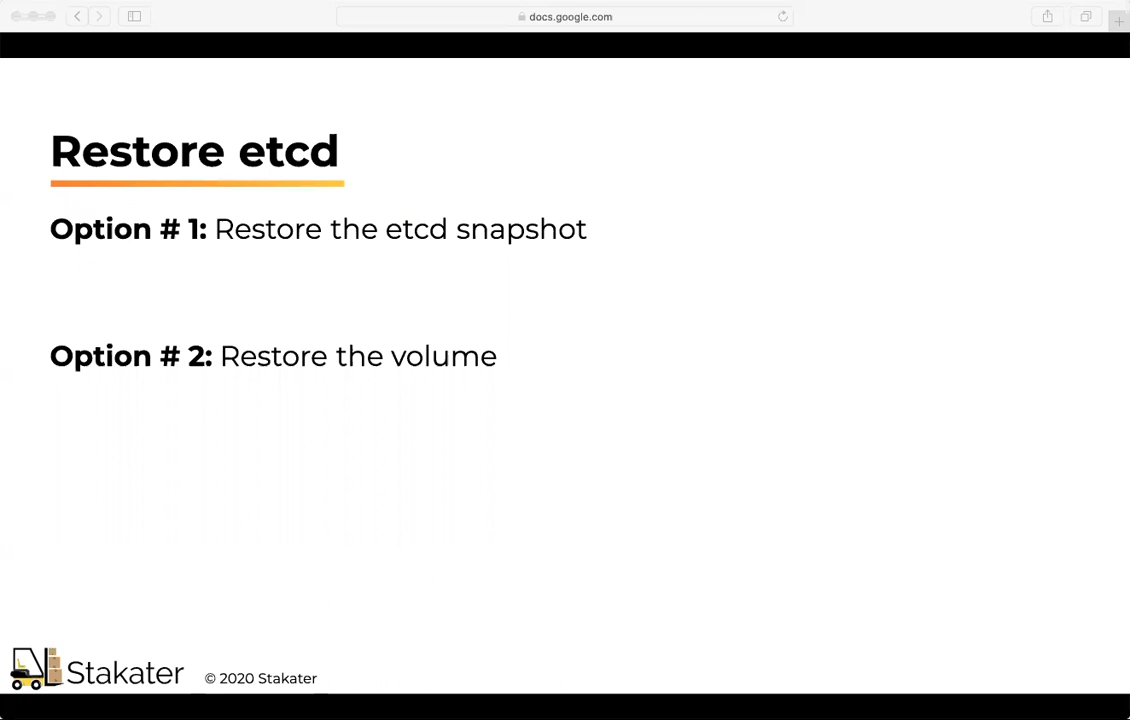 docs.google.com
Restore etcd
Option # 1: Restore the etcd snapshot
Option # 2: Restore the volume
Stakater © 2020 Stakater